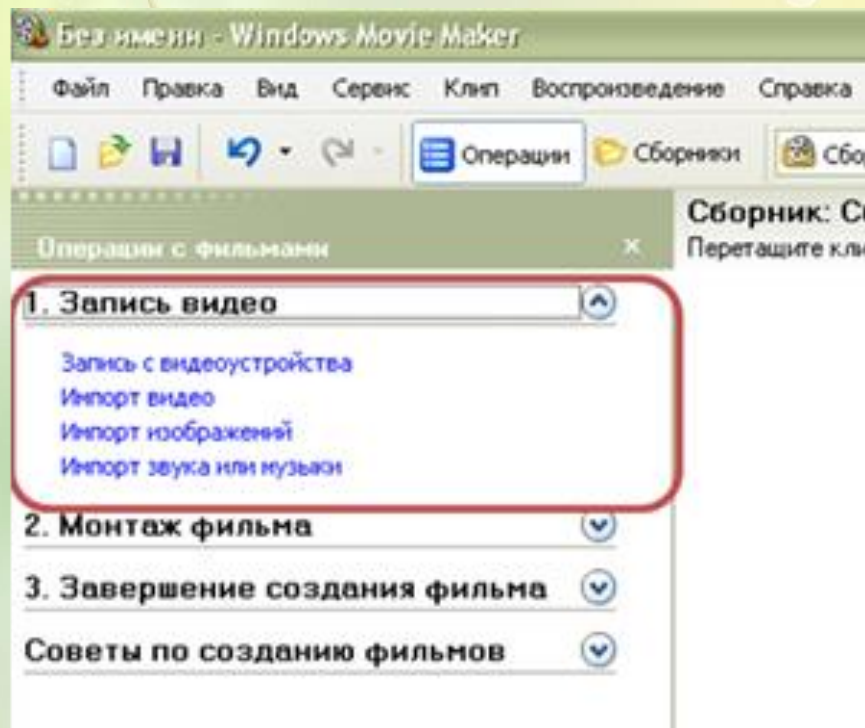 Без имени - Windows Movie Maker
Файл Правка Вид Сервис Клип Воспроизведение Справка
Операции Сборники
Сборник:
Операции с фильмами
Перетащите
1. Запись видео
Запись с видеоустройства
Импорт видео
Импорт изображений
Импорт звука или музыки
2. Монтаж фильма
3. Завершение создания фильма
Советы по созданию фильмов